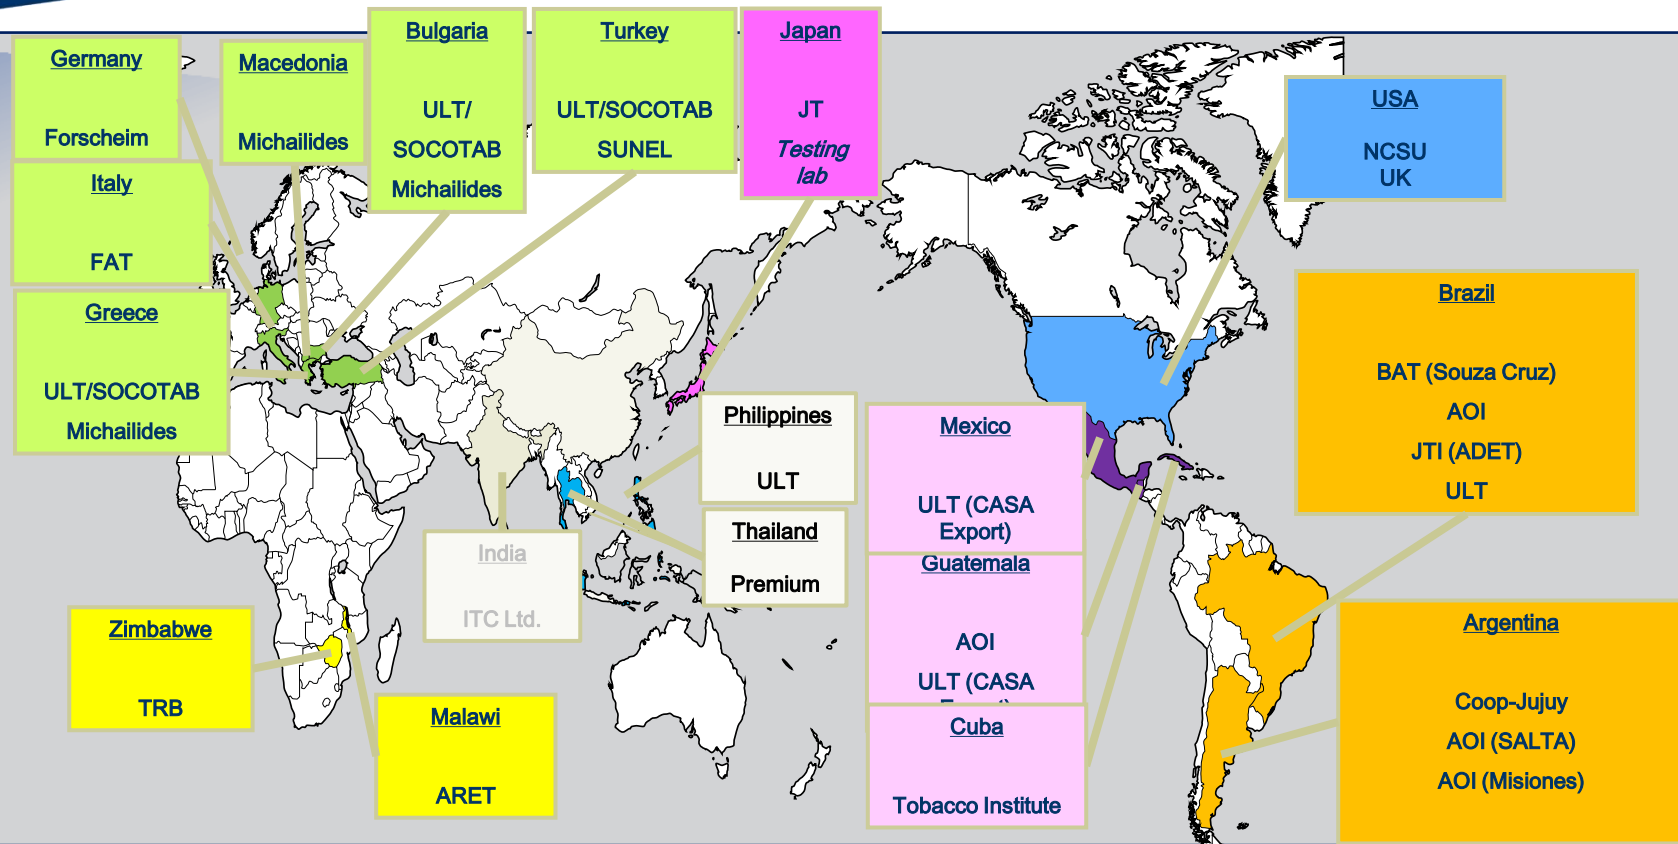 Germany
Forscheim
Italy
FAT
Greece
ULT/SOCOTAB
Michailides
Macedonia
Michailides
Bulgaria
ULT/
SOCOTAB
Michailides
Turkey
ULT/SOCOTAB
SUNEL
Japan
JT
Testing
lab
USA
NCSU
UK
Brazil
BAT (Souza Cruz)
AOI
JTI (ADET)
ULT
Philippines
ULT
Thailand
Premium
India
ITC Ltd.
Mexico
ULT (CASA
Export)
Guatemala
AOI
ULT (CASA
Cuba
Tobacco Institute
Argentina
Coop-Jujuy
AOI (SALTA)
AOI (Misiones)
Zimbabwe
TRB
Malawi
ARET